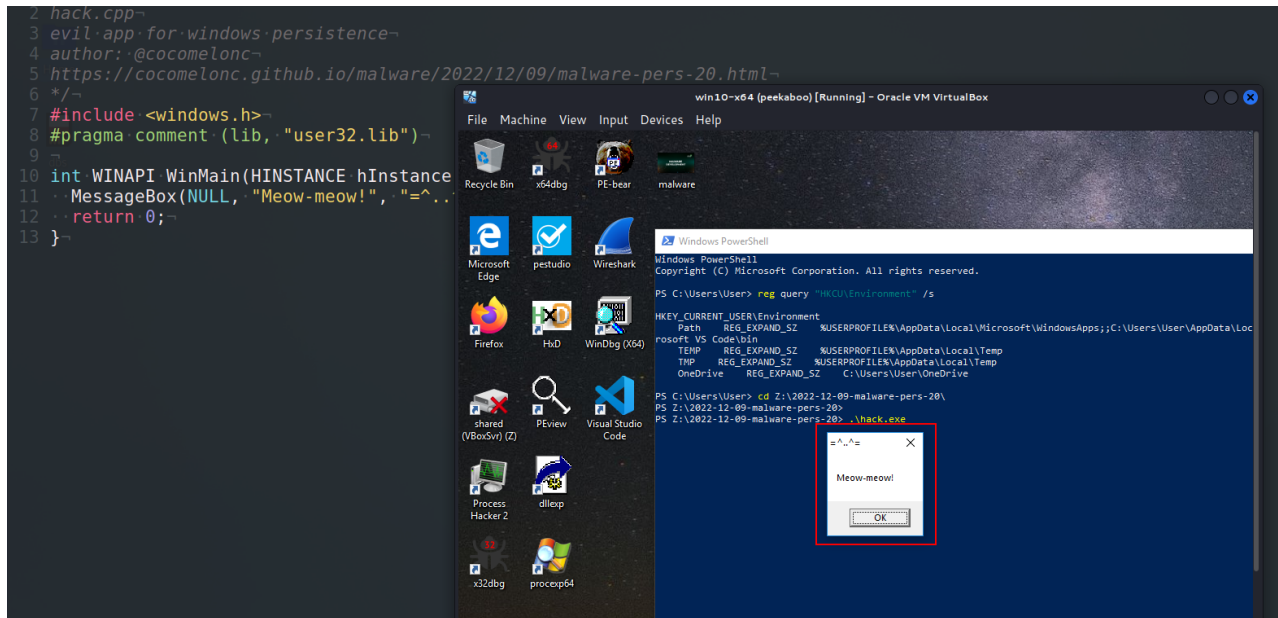 2 hack.cpp¬
3 evil·app·for·windows·persistence¬
4 author:·@cocomelonc¬
5 https://cocomelonc.github.io/malware/2022/12/09/malware-pers-20.html¬
6 */¬
7 #include·<windows.h>¬
8 #pragma·comment·(lib,·"user32.lib")¬
9 ¬
10 int·WINAPI·WinMain(HINSTANCE·hInstance
11 ··MessageBox(NULL,·"Meow-meow!",·"=^..
12 ··return·0;¬
13 }¬
win10-x64 (peekaboo) [Running] - Oracle VM VirtualBox
File Machine View Input Devices Help
Recycle Bin
64
x64dbg
PE
PE-bear
malware
Microsoft Edge
pestudio
Wireshark
Firefox
HxD
HxD
WinDbg (X64)
shared (VBoxSvr) (Z)
PEview
Visual Studio Code
Process Hacker 2
dllexp
32
x32dbg
procexp64
Windows PowerShell
Windows PowerShell
Copyright (C) Microsoft Corporation. All rights reserved.
PS C:\Users\User> reg query "HKCU\Environment" /s
HKEY_CURRENT_USER\Environment
Path REG_EXPAND_SZ %USERPROFILE%\AppData\Local\Microsoft\WindowsApps;;C:\Users\User\AppData\Loc
rosoft VS Code\bin
TEMP REG_EXPAND_SZ %USERPROFILE%\AppData\Local\Temp
TMP REG_EXPAND_SZ %USERPROFILE%\AppData\Local\Temp
OneDrive REG_EXPAND_SZ C:\Users\User\OneDrive
PS C:\Users\User> cd Z:\2022-12-09-malware-pers-20\
PS Z:\2022-12-09-malware-pers-20>
PS Z:\2022-12-09-malware-pers-20> .\hack.exe
=^..^=
Meow-meow!
OK